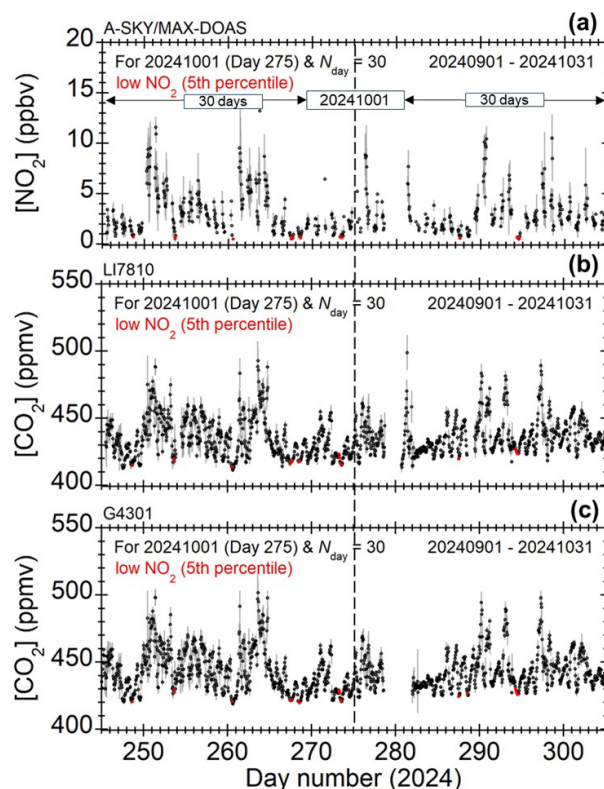 A-SKY/MAX-DOAS
(a)
For 20241001 (Day 275) & Nday = 30 20240901 - 20241031
low NO2 (5th percentile)
30 days 20241001 30 days
[NO2] (ppbv)
20
15
10
5
0
LI7810
(b)
For 20241001 (Day 275) & Nday = 30 20240901 - 20241031
low NO2 (5th percentile)
[CO2] (ppmv)
550
500
450
400
G4301
(c)
For 20241001 (Day 275) & Nday = 30 20240901 - 20241031
low NO2 (5th percentile)
[CO2] (ppmv)
550
500
450
400
250 260 270 280 290 300
Day number (2024)